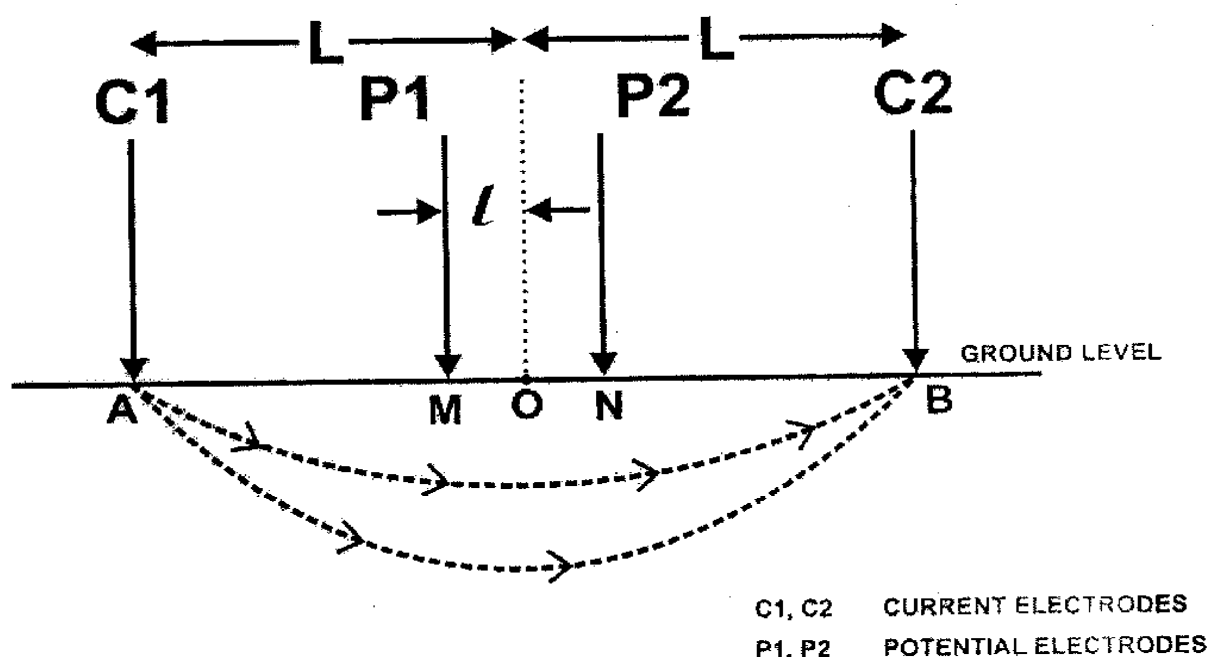 L L
C1 P1 P2 C2
l
GROUND LEVEL
A M O N B
C1, C2 CURRENT ELECTRODES
P1, P2 POTENTIAL ELECTRODES